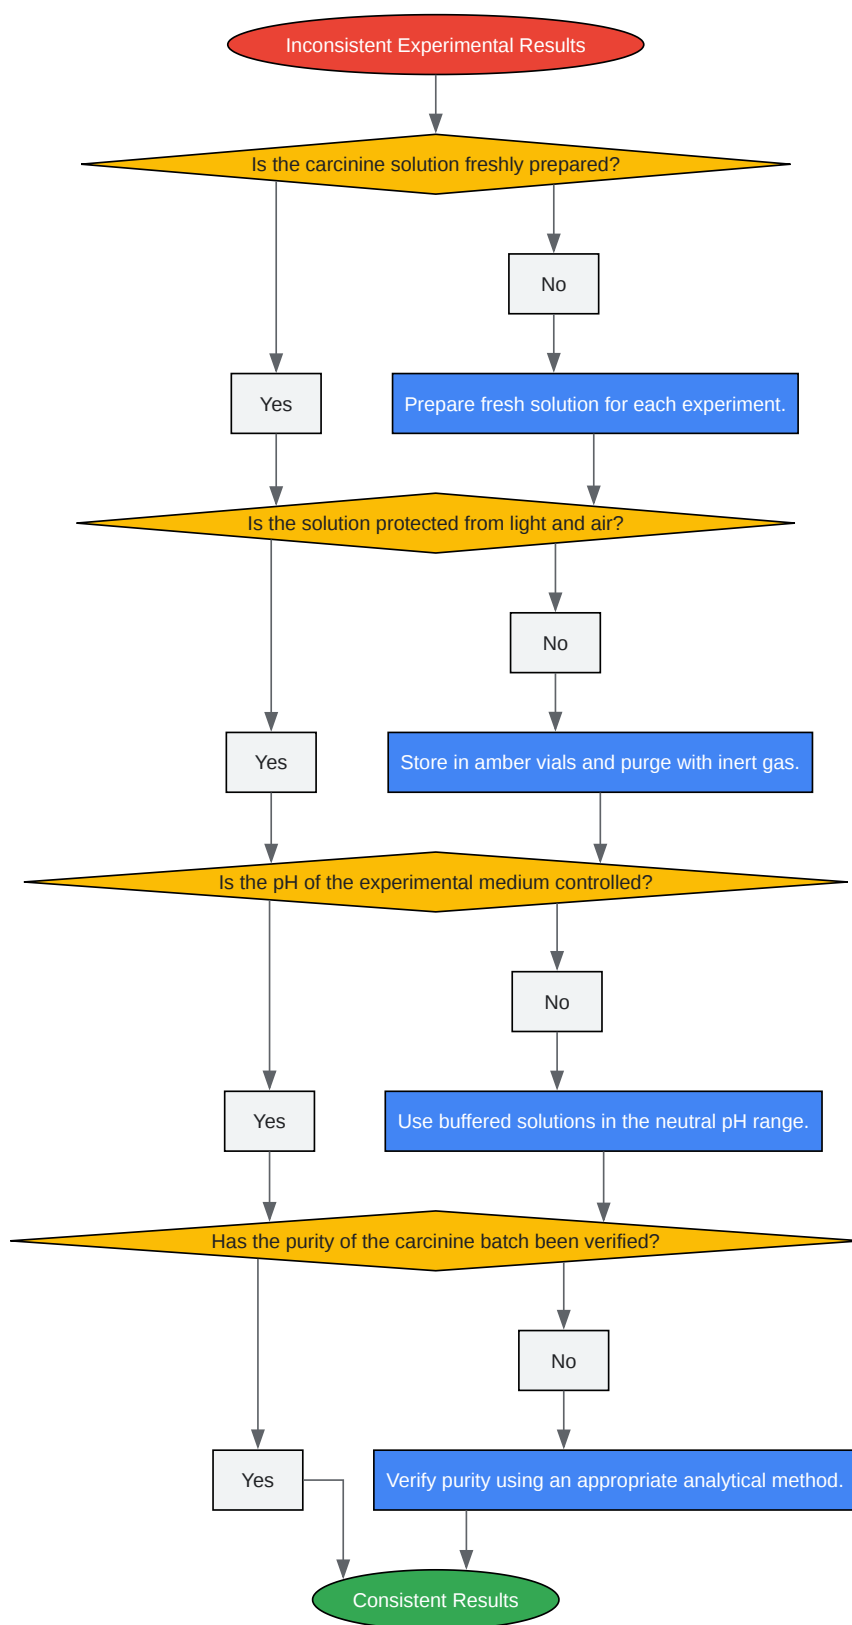 Inconsistent Experimental Results
Is the carcinine solution freshly prepared?
No
Yes
Prepare fresh solution for each experiment.
Is the solution protected from light and air?
No
Yes
Store in amber vials and purge with inert gas.
Is the pH of the experimental medium controlled?
No
Yes
Use buffered solutions in the neutral pH range.
Has the purity of the carcinine batch been verified?
No
Yes
Verify purity using an appropriate analytical method.
Consistent Results